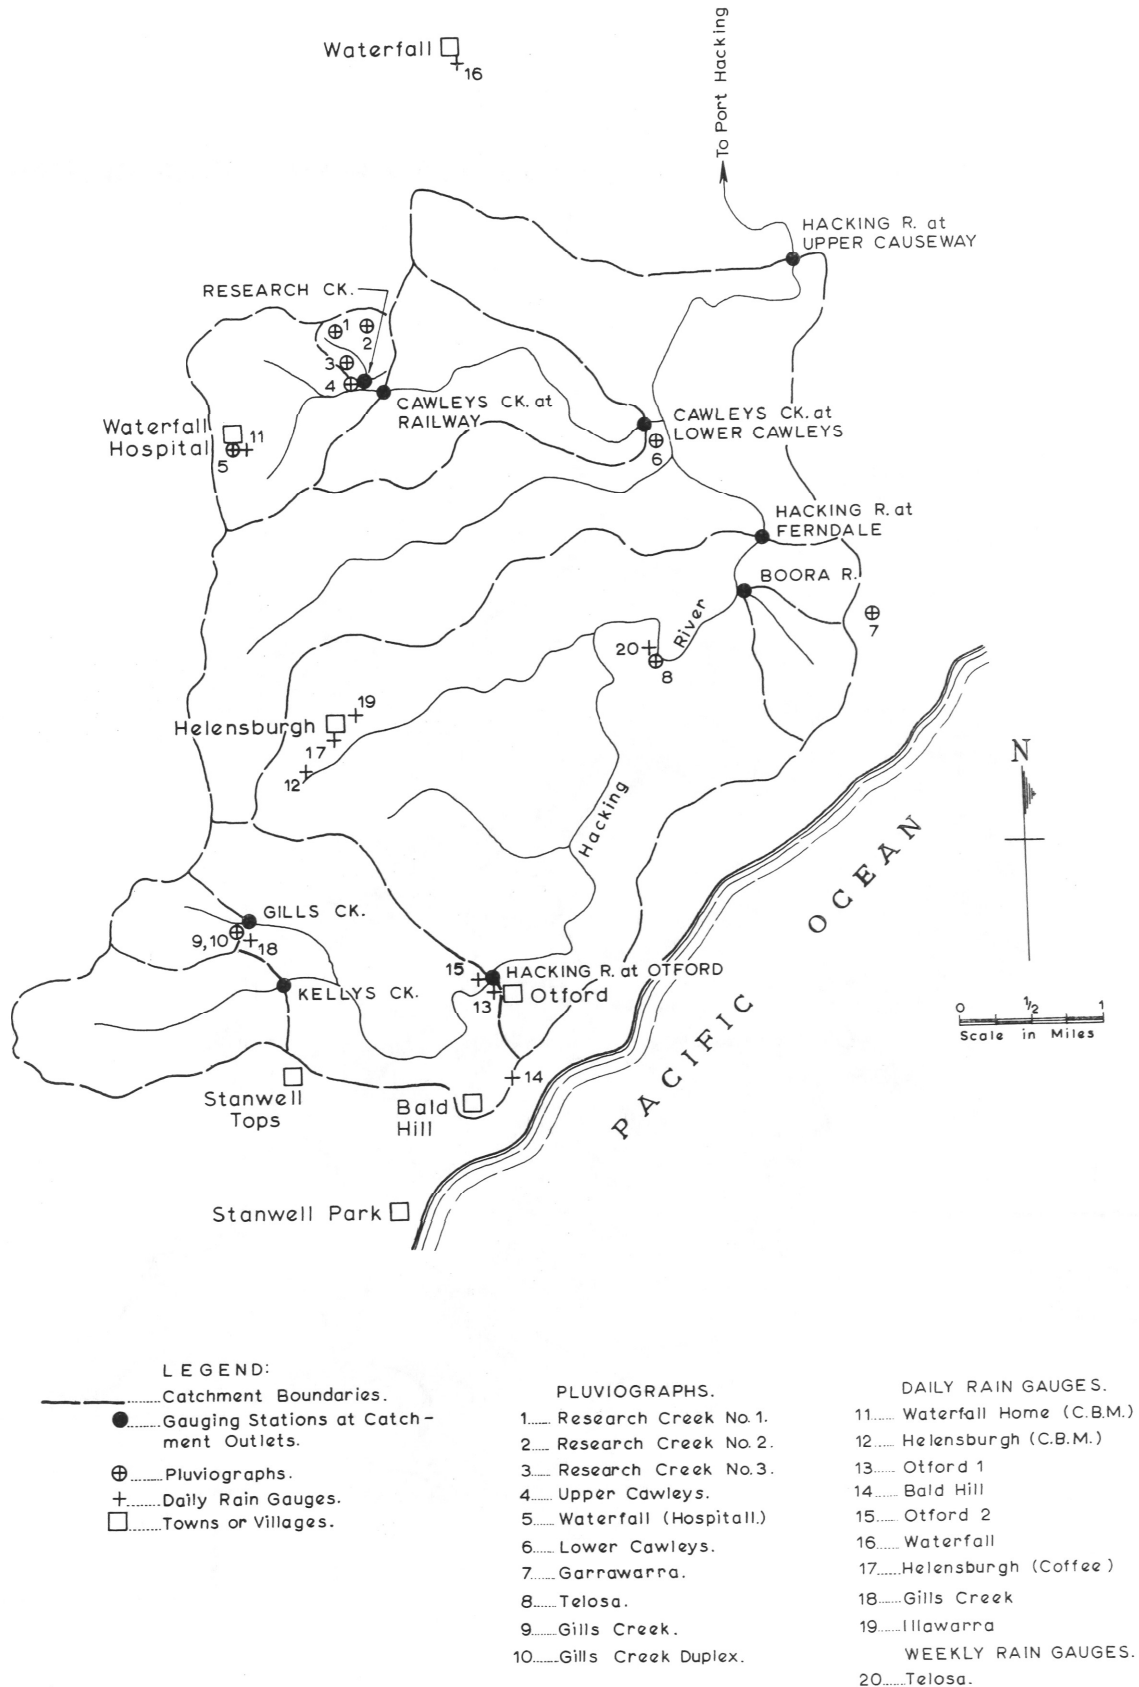 To Port Hacking
Waterfall
16
HACKING R. at
UPPER CAUSEWAY
RESEARCH CK.
1
2
3
4
CAWLEYS CK. at
RAILWAY
CAWLEYS CK. at
LOWER CAWLEYS
6
Waterfall
Hospital
11
5
HACKING R. at
FERNDALE
BOORA R.
7
River
20
8
19
Helensburgh
17
12
Hacking
N
PACIFIC OCEAN
GILLS CK.
9,10
18
KELLYS CK.
15
HACKING R. at OTFORD
13
Otford
0 1/2 1
Scale in Miles
14
Stanwell
Tops
Bald
Hill
Stanwell Park
LEGEND:
Catchment Boundaries.
Gauging Stations at Catch-
ment Outlets.
Pluviographs.
Daily Rain Gauges.
Towns or Villages.
PLUVIOGRAPHS.
1...... Research Creek No. 1.
2..... Research Creek No. 2.
3..... Research Creek No. 3.
4...... Upper Cawleys.
5...... Waterfall (Hospitall.)
6...... Lower Cawleys.
7...... Garrawarra.
8...... Telosa.
9...... Gills Creek.
10...... Gills Creek Duplex.
DAILY RAIN GAUGES.
11...... Waterfall Home (C.B.M.)
12..... Helensburgh (C.B.M.)
13...... Otford 1
14...... Bald Hill
15...... Otford 2
16...... Waterfall
17...... Helensburgh (Coffee)
18...... Gills Creek
19...... Illawarra
WEEKLY RAIN GAUGES.
20...... Telosa.